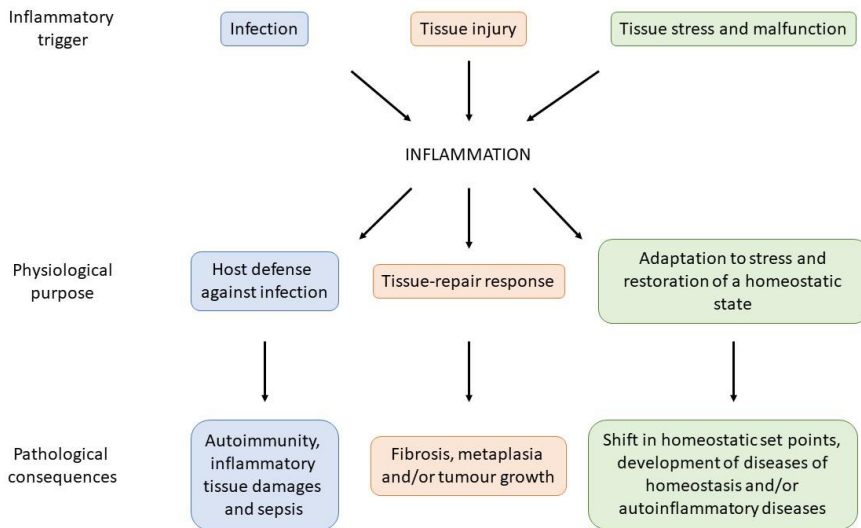 Inflammatory
trigger
Infection
Tissue injury
Tissue stress and malfunction
INFLAMMATION
Physiological
purpose
Host defense
against infection
Tissue-repair response
Adaptation to stress and
restoration of a homeostatic
state
Pathological
consequences
Autoimmunity,
inflammatory
tissue damages
and sepsis
Fibrosis, metaplasia
and/or tumour growth
Shift in homeostatic set points,
development of diseases of
homeostasis and/or
autoinflammatory diseases